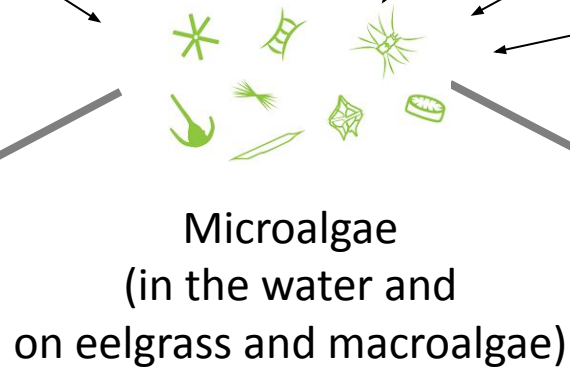 Microalgae
(in the water and
on eelgrass and macroalgae)